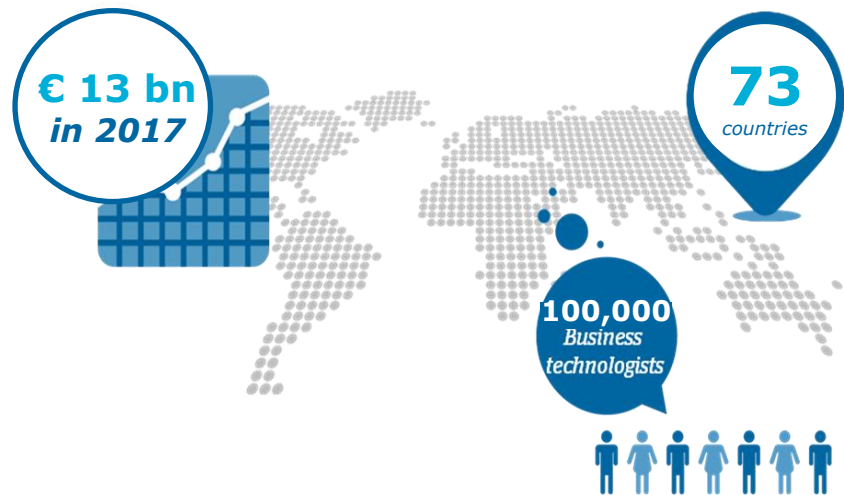 € 13 bn
in 2017
73
countries
100,000
Business
technologists